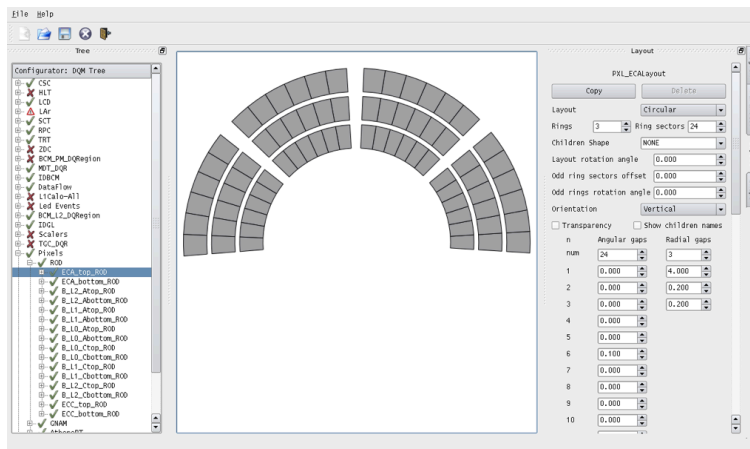 File Help
Tree
Configurator: DQM Tree
CSC
HLT
LCD
LAr
SCT
RPC
TRT
ZDC
BCM_PM_DQRegion
MDT_DQR
IDBCM
DataFlow
L1Calo-All
Led Events
BCM_L2_DQRegion
IDGL
Scalers
TGC_DQR
Pixels
ROD
ECA_top_ROD
ECA_bottom_ROD
B_L2_Atop_ROD
B_L2_Abottom_ROD
B_L1_Atop_ROD
B_L1_Abottom_ROD
B_L0_Atop_ROD
B_L0_Abottom_ROD
B_L0_Ctop_ROD
B_L0_Cbottom_ROD
B_L1_Ctop_ROD
B_L1_Cbottom_ROD
B_L2_Ctop_ROD
B_L2_Cbottom_ROD
ECC_top_ROD
ECC_bottom_ROD
GNAM
Layout
PXL_ECALayout
Copy Delete
Layout Circular
Rings 3 Ring sectors 24
Children Shape NONE
Layout rotation angle 0.000
Odd ring sectors offset 0.000
Odd rings rotation angle 0.000
Orientation Vertical
Transparency Show children names
n Angular gaps Radial gaps
num 24 3
1 0.000 4.000
2 0.000 0.200
3 0.000 0.200
4 0.000
5 0.000
6 0.100
7 0.000
8 0.000
9 0.000
10 0.000